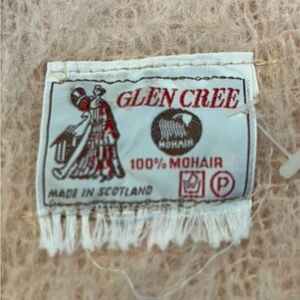 GLEN CREE
MOHAIR
100% MOHAIR
MADE IN SCOTLAND
P